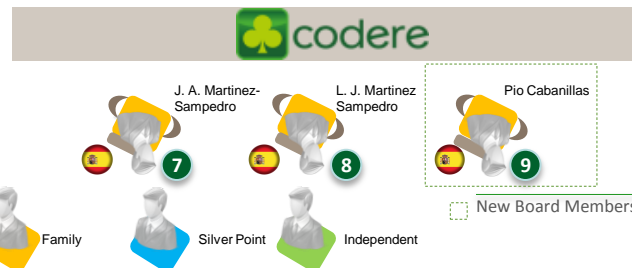 codere
J. A. Martinez-
Sampedro
L. J. Martinez
Sampedro
Pio Cabanillas
7
8
9
New Board Members
Family
Silver Point
Independent